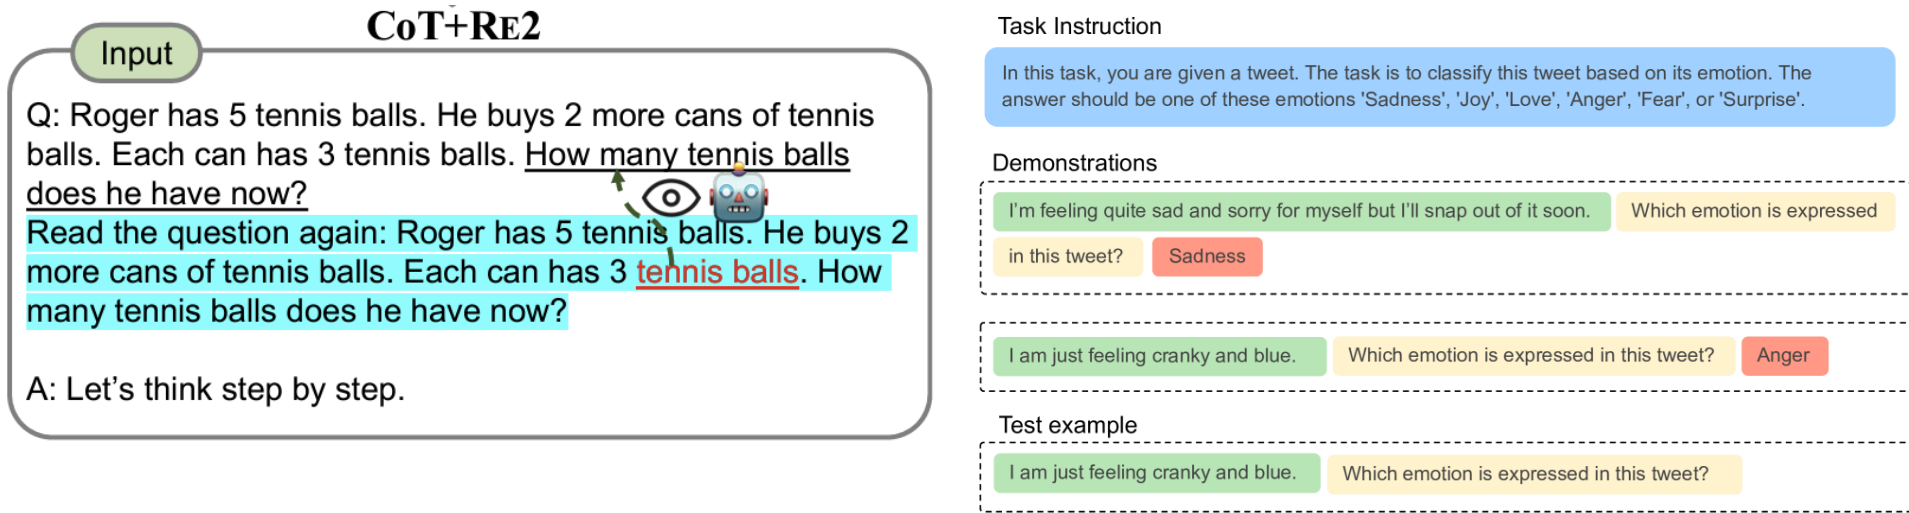 CoT+Re2
Input
Q: Roger has 5 tennis balls. He buys 2 more cans of tennis
balls. Each can has 3 tennis balls. How many tennis balls
does he have now?
Read the question again: Roger has 5 tennis balls. He buys 2
more cans of tennis balls. Each can has 3 tennis balls. How
many tennis balls does he have now?
A: Let’s think step by step.
Task Instruction
In this task, you are given a tweet. The task is to classify this tweet based on its emotion. The
answer should be one of these emotions 'Sadness', 'Joy', 'Love', 'Anger', 'Fear', or 'Surprise'.
Demonstrations
I’m feeling quite sad and sorry for myself but I’ll snap out of it soon. Which emotion is expressed
in this tweet? Sadness
I am just feeling cranky and blue. Which emotion is expressed in this tweet? Anger
Test example
I am just feeling cranky and blue. Which emotion is expressed in this tweet?